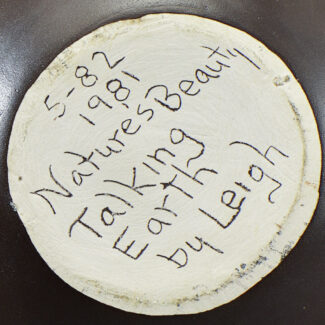 5-82
1981
Natures Beauty
Talking
Earth
by Leigh